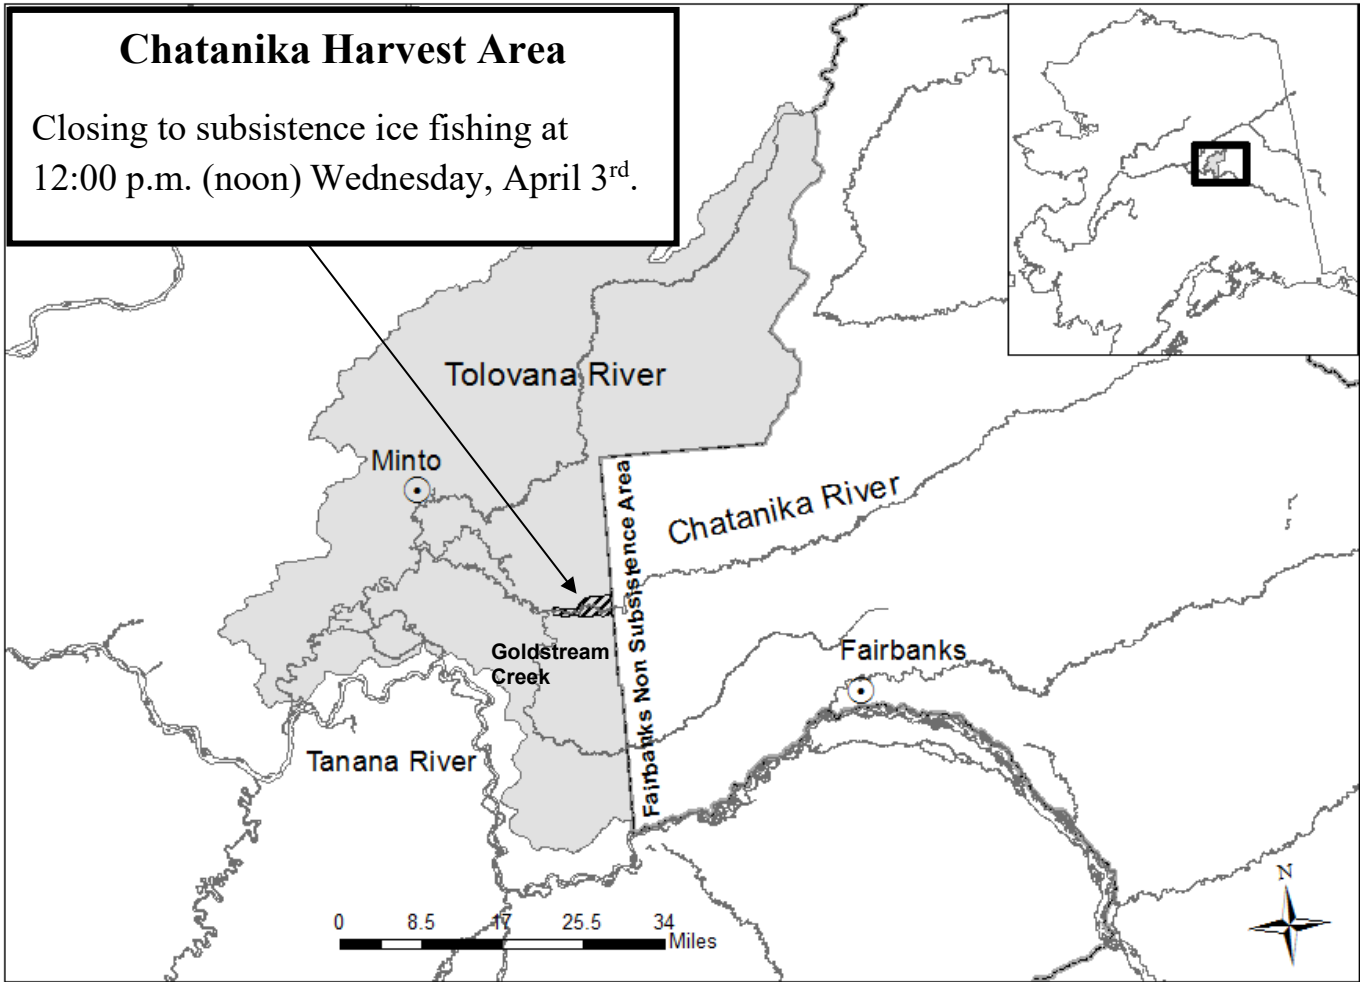 Chatanika Harvest Area
Closing to subsistence ice fishing at
12:00 p.m. (noon) Wednesday, April 3rd.
Tolovana River
Minto
Chatanika River
Fairbanks Non Subsistence Area
Goldstream
Creek
Fairbanks
Tanana River
N
0 8.5 17 25.5 34
Miles